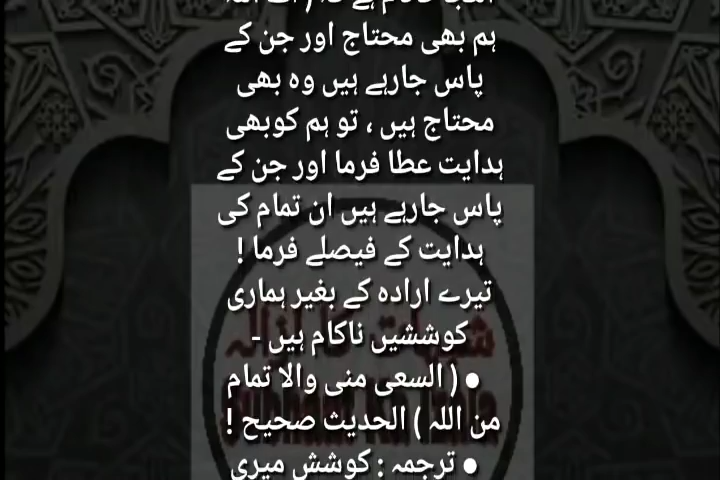 ہم بھی محتاج اور جن کے
پاس جارہے ہیں وہ بھی
محتاج ہیں ، تو ہم کوبھی
ہدایت عطا فرما اور جن کے
پاس جارہے ہیں ان تمام کی
ہدایت کے فیصلے فرما !
تیرے ارادہ کے بغیر ہماری
کوششیں ناکام ہیں -
● ( السعی منی والا تمام
من اللہ ) الحدیث صحیح !
● ترجمہ : کوشش میری